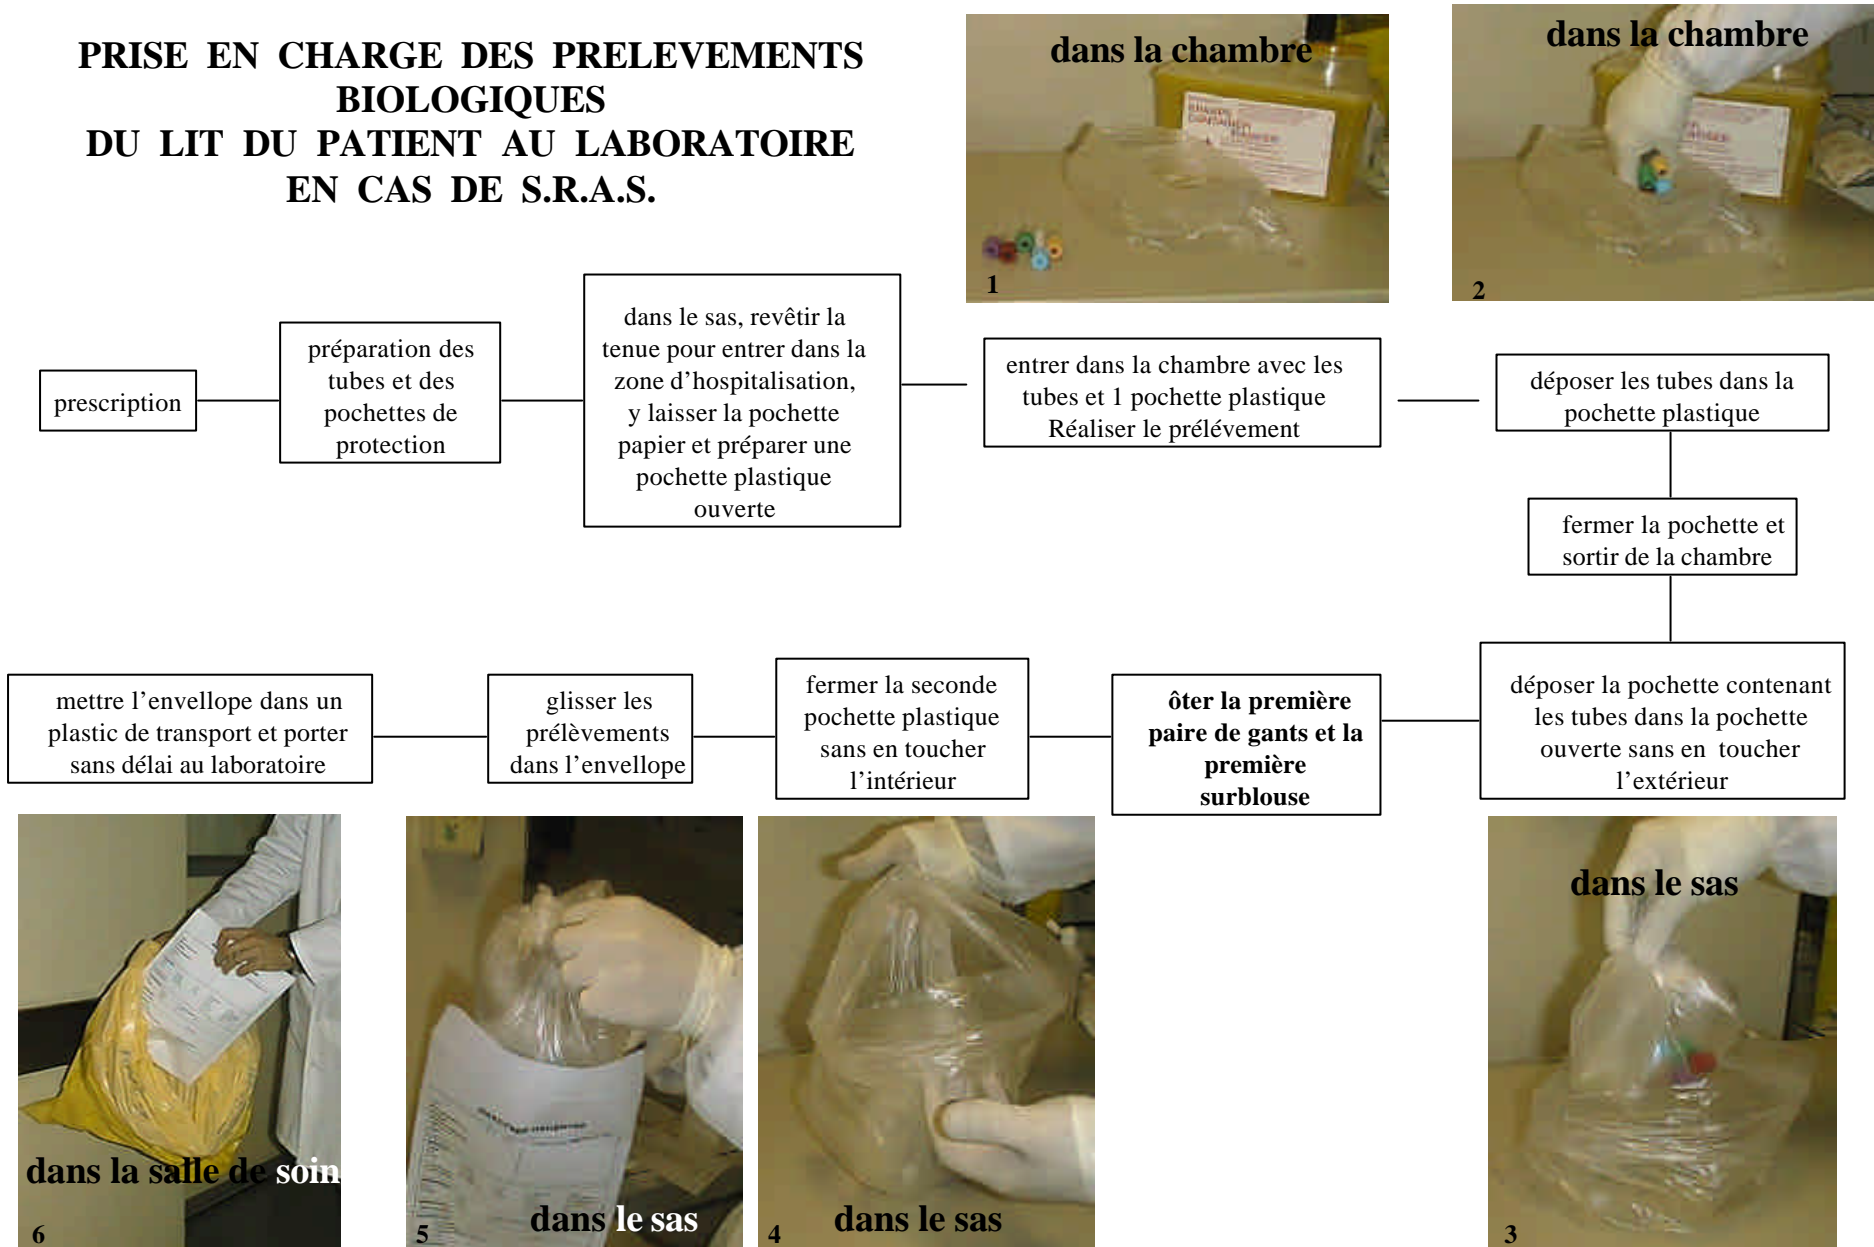 PRISE EN CHARGE DES PRELEVEMENTS
BIOLOGIQUES
DU LIT DU PATIENT AU LABORATOIRE
EN CAS DE S.R.A.S.
dans la chambre
1
dans la chambre
2
prescription
préparation des
tubes et des
pochettes de
protection
dans le sas, revêtir la
tenue pour entrer dans la
zone d'hospitalisation,
y laisser la pochette
papier et préparer une
pochette plastique
ouverte
entrer dans la chambre avec les
tubes et 1 pochette plastique
Réaliser le prélévement
déposer les tubes dans la
pochette plastique
fermer la pochette et
sortir de la chambre
déposer la pochette contenant
les tubes dans la pochette
ouverte sans en toucher
l'extérieur
ôter la première
paire de gants et la
première
surblouse
fermer la seconde
pochette plastique
sans en toucher
l'intérieur
glisser les
prélèvements
dans l'envellope
mettre l'envellope dans un
plastic de transport et porter
sans délai au laboratoire
dans le sas
3
dans le sas
4
dans le sas
5
dans la salle de soin
6